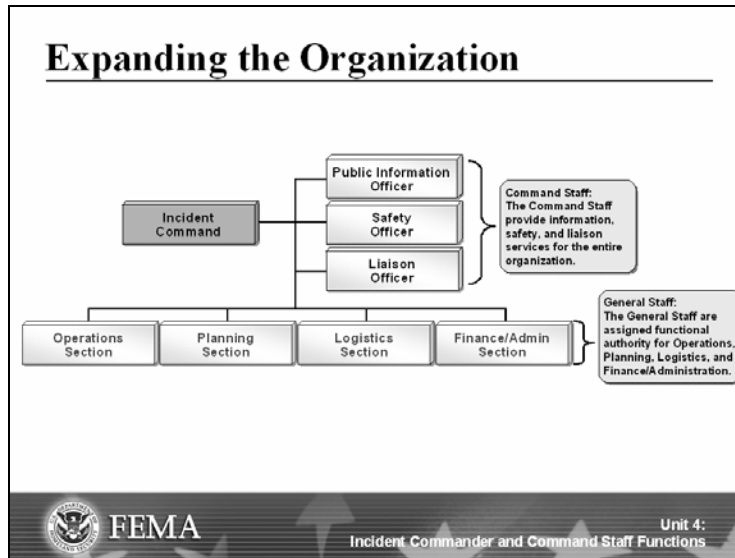 Expanding the Organization
Public Information
Officer
Incident
Command
Safety
Officer
Liaison
Officer
Command Staff:
The Command Staff
provide information,
safety, and liaison
services for the entire
organization.
Operations
Section
Planning
Section
Logistics
Section
Finance/Admin
Section
General Staff:
The General Staff are
assigned functional
authority for Operations,
Planning, Logistics, and
Finance/Administration.
FEMA
Unit 4:
Incident Commander and Command Staff Functions